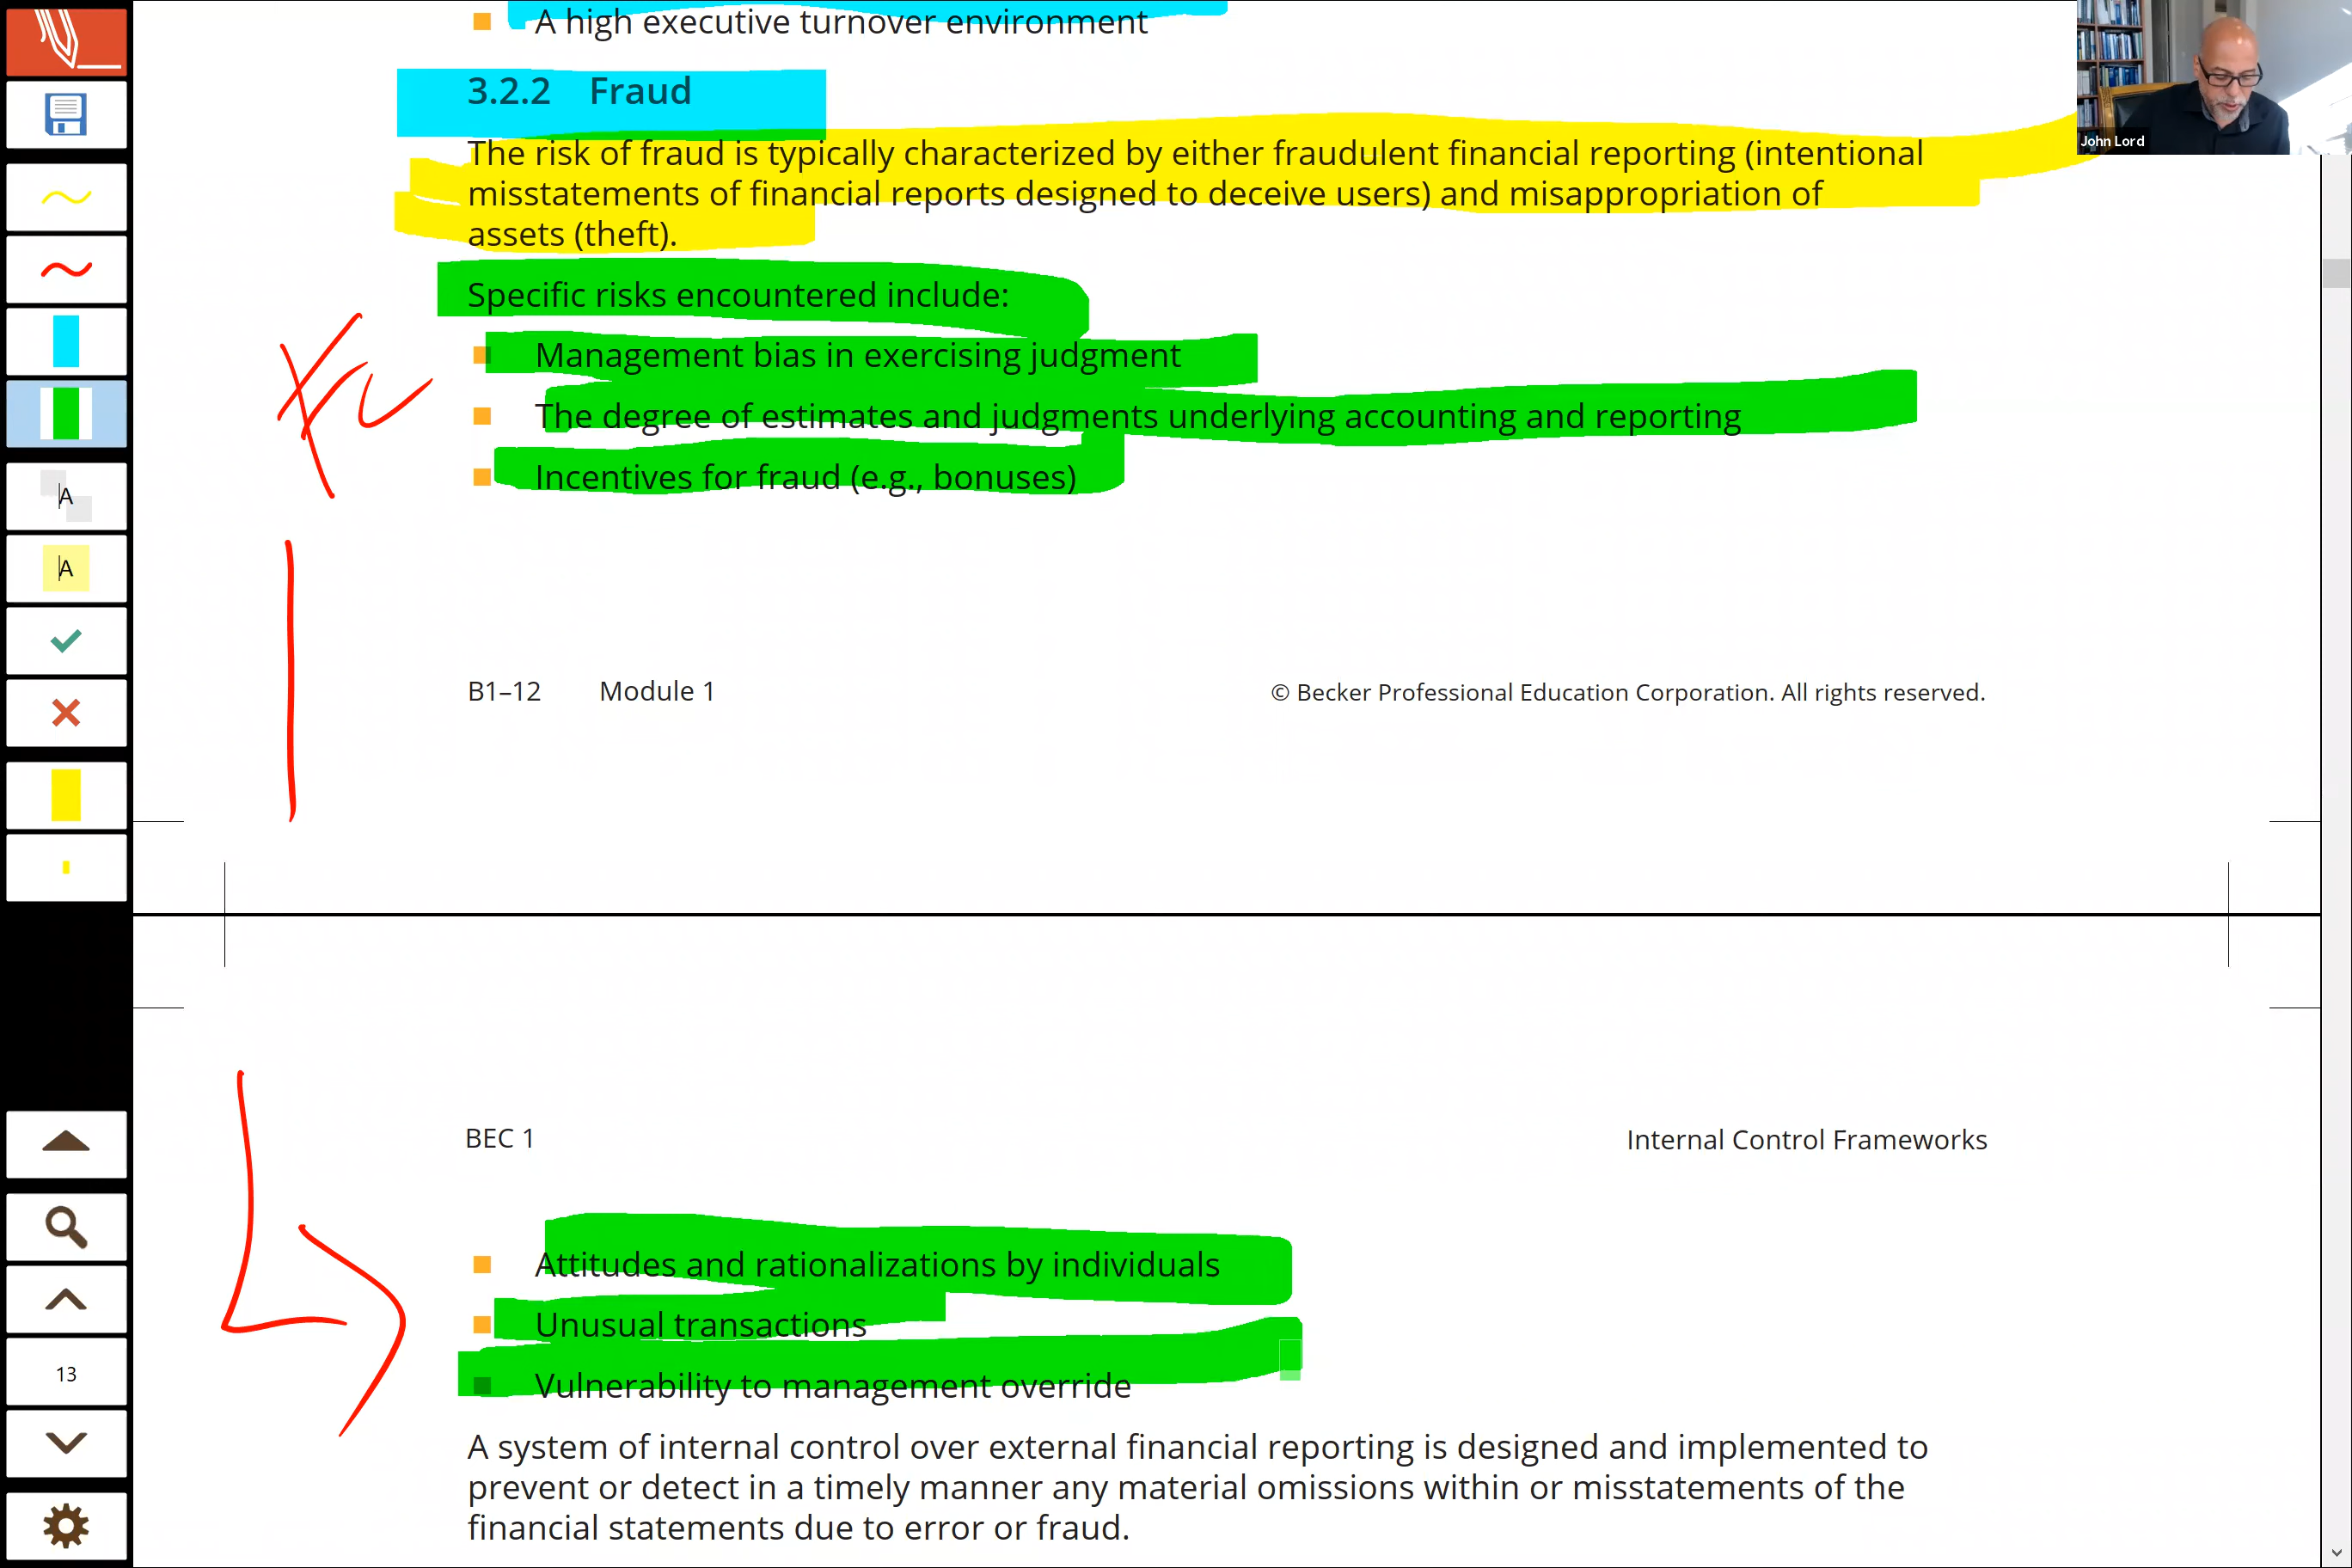 A high executive turnover environment
John Lord
3.2.2 Fraud
The risk of fraud is typically characterized by either fraudulent financial reporting (intentional
misstatements of financial reports designed to deceive users) and misappropriation of
assets (theft).
Specific risks encountered include:
Management bias in exercising judgment
The degree of estimates and judgments underlying accounting and reporting
Incentives for fraud (e.g., bonuses)
A
A
B1–12 Module 1 © Becker Professional Education Corporation. All rights reserved.
BEC 1 Internal Control Frameworks
Attitudes and rationalizations by individuals
Unusual transactions
Vulnerability to management override
13
A system of internal control over external financial reporting is designed and implemented to
prevent or detect in a timely manner any material omissions within or misstatements of the
financial statements due to error or fraud.